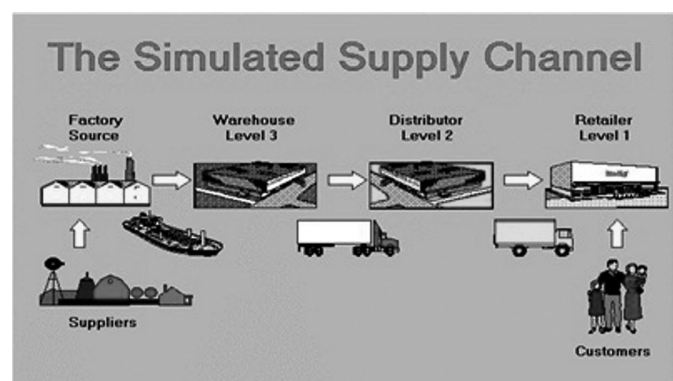 The Simulated Supply Channel
Factory
Source
Warehouse
Level 3
Distributor
Level 2
Retailer
Level 1
Suppliers
Customers